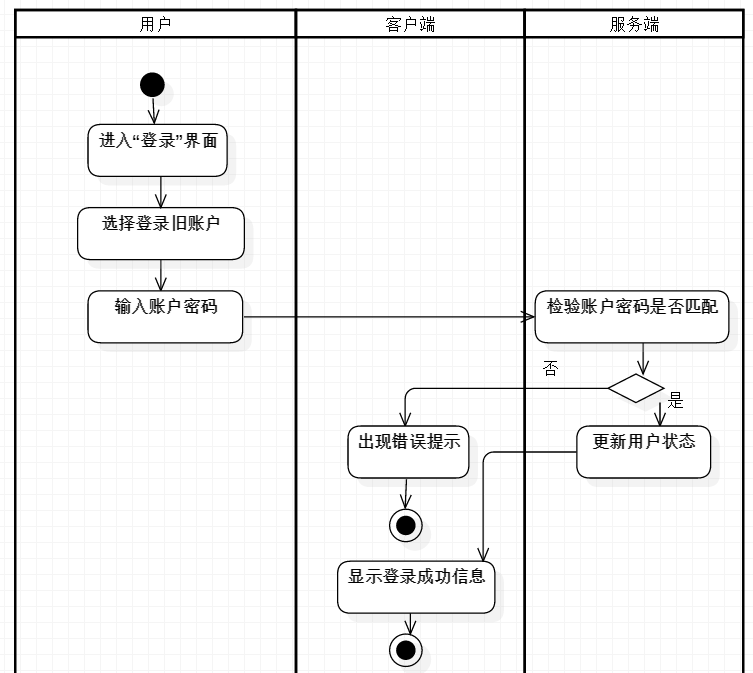 用户
客户端
服务端
进入“登录”界面
选择登录旧账户
输入账户密码
检验账户密码是否匹配
否
是
出现错误提示
更新用户状态
显示登录成功信息